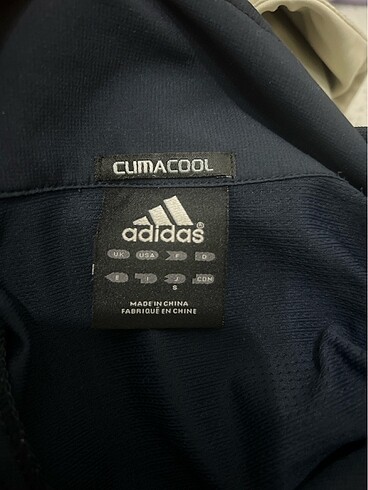 CLIMACOOL
adidas®
UK USA F D
E I J COM
S
MADE IN CHINA
FABRIQUÉ EN CHINE